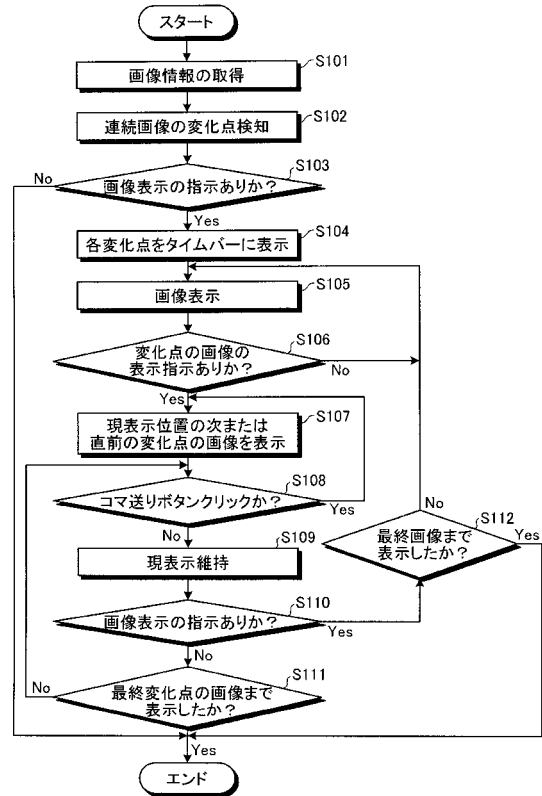 スタート
S101
画像情報の取得
S102
連続画像の変化点検知
S103
No
画像表示の指示ありか？
Yes
S104
各変化点をタイムバーに表示
S105
画像表示
S106
変化点の画像の
表示指示ありか？
No
Yes
S107
現表示位置の次または
直前の変化点の画像を表示
S108
コマ送りボタンクリックか？
Yes
No
S109
現表示維持
S110
画像表示の指示ありか？
Yes
No
S111
No
最終変化点の画像まで
表示したか？
Yes
No
S112
Yes
最終画像まで
表示したか？
エンド